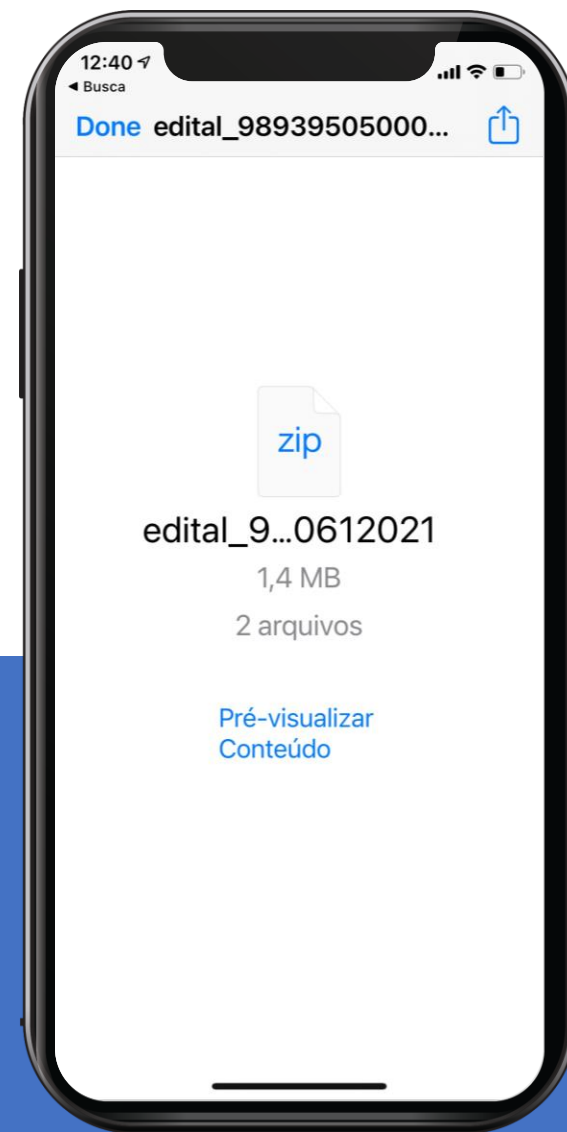 12:40
◀ Busca
Done edital_98939505000...
zip
edital_9...0612021
1,4 MB
2 arquivos
Pré-visualizar
Conteúdo